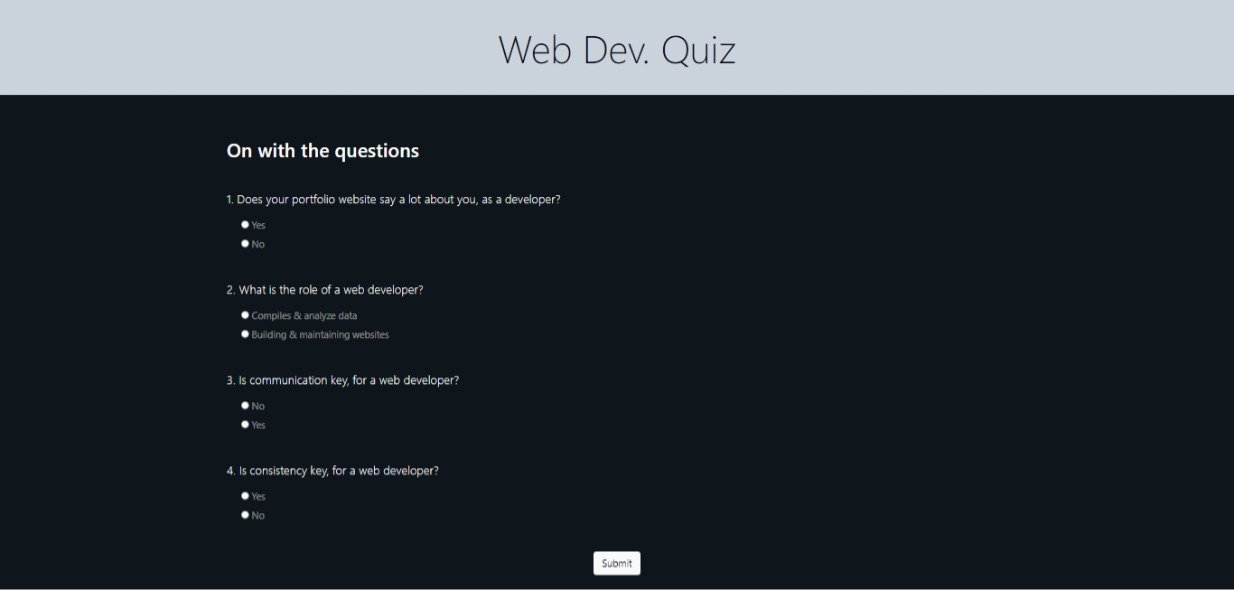 Web Dev. Quiz
On with the questions
1. Does your portfolio website say a lot about you, as a developer?
Yes
No
2. What is the role of a web developer?
Compiles & analyze data
Building & maintaining websites
3. Is communication key, for a web developer?
No
Yes
4. Is consistency key, for a web developer?
Yes
No
Submit